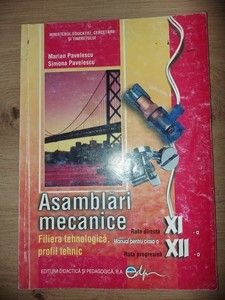 MINISTERUL EDUCAȚIEI, CERCETĂRII
ȘI TINERETULUI
Marian Pavelescu
Simona Pavelescu
Asamblări
mecanice
Filiera tehnologică,
profil tehnic
Ruta directă
XI -a
Manual pentru clasa a
XII -a
Ruta progresivă
EDITURA DIDACTICĂ ȘI PEDAGOGICĂ, R.A.